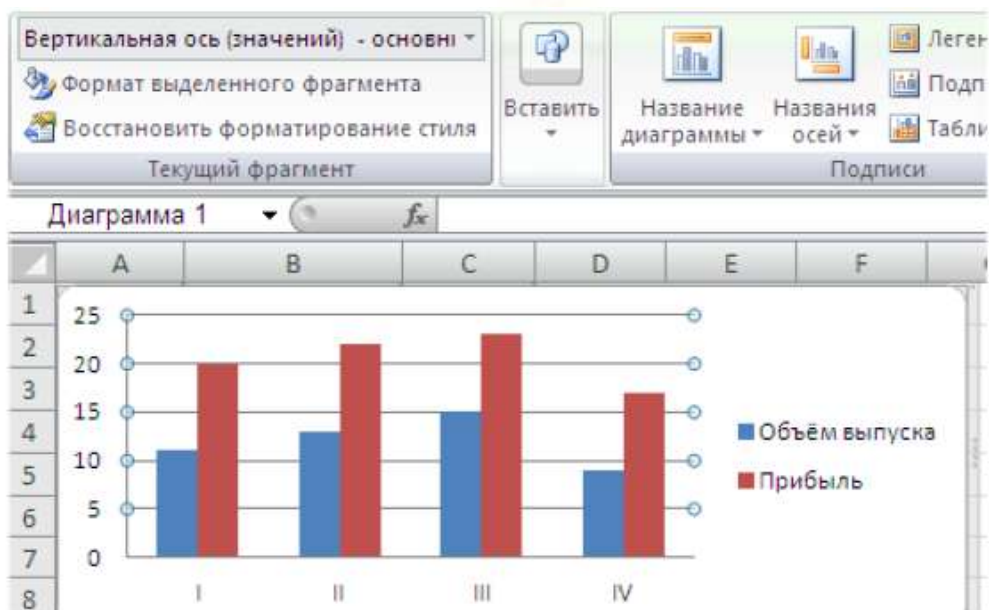 Вертикальная ось (значений) - основн
Формат выделенного фрагмента
Восстановить форматирование стиля
Текущий фрагмент
Вставить
Название
диаграммы
Названия
осей
Леген
Подп
Табли
Подписи
Диаграмма 1
fx
A B C D E F
1
2
3
4
5
6
7
8
25
20
15
10
5
0
I II III IV
Объём выпуска
Прибыль